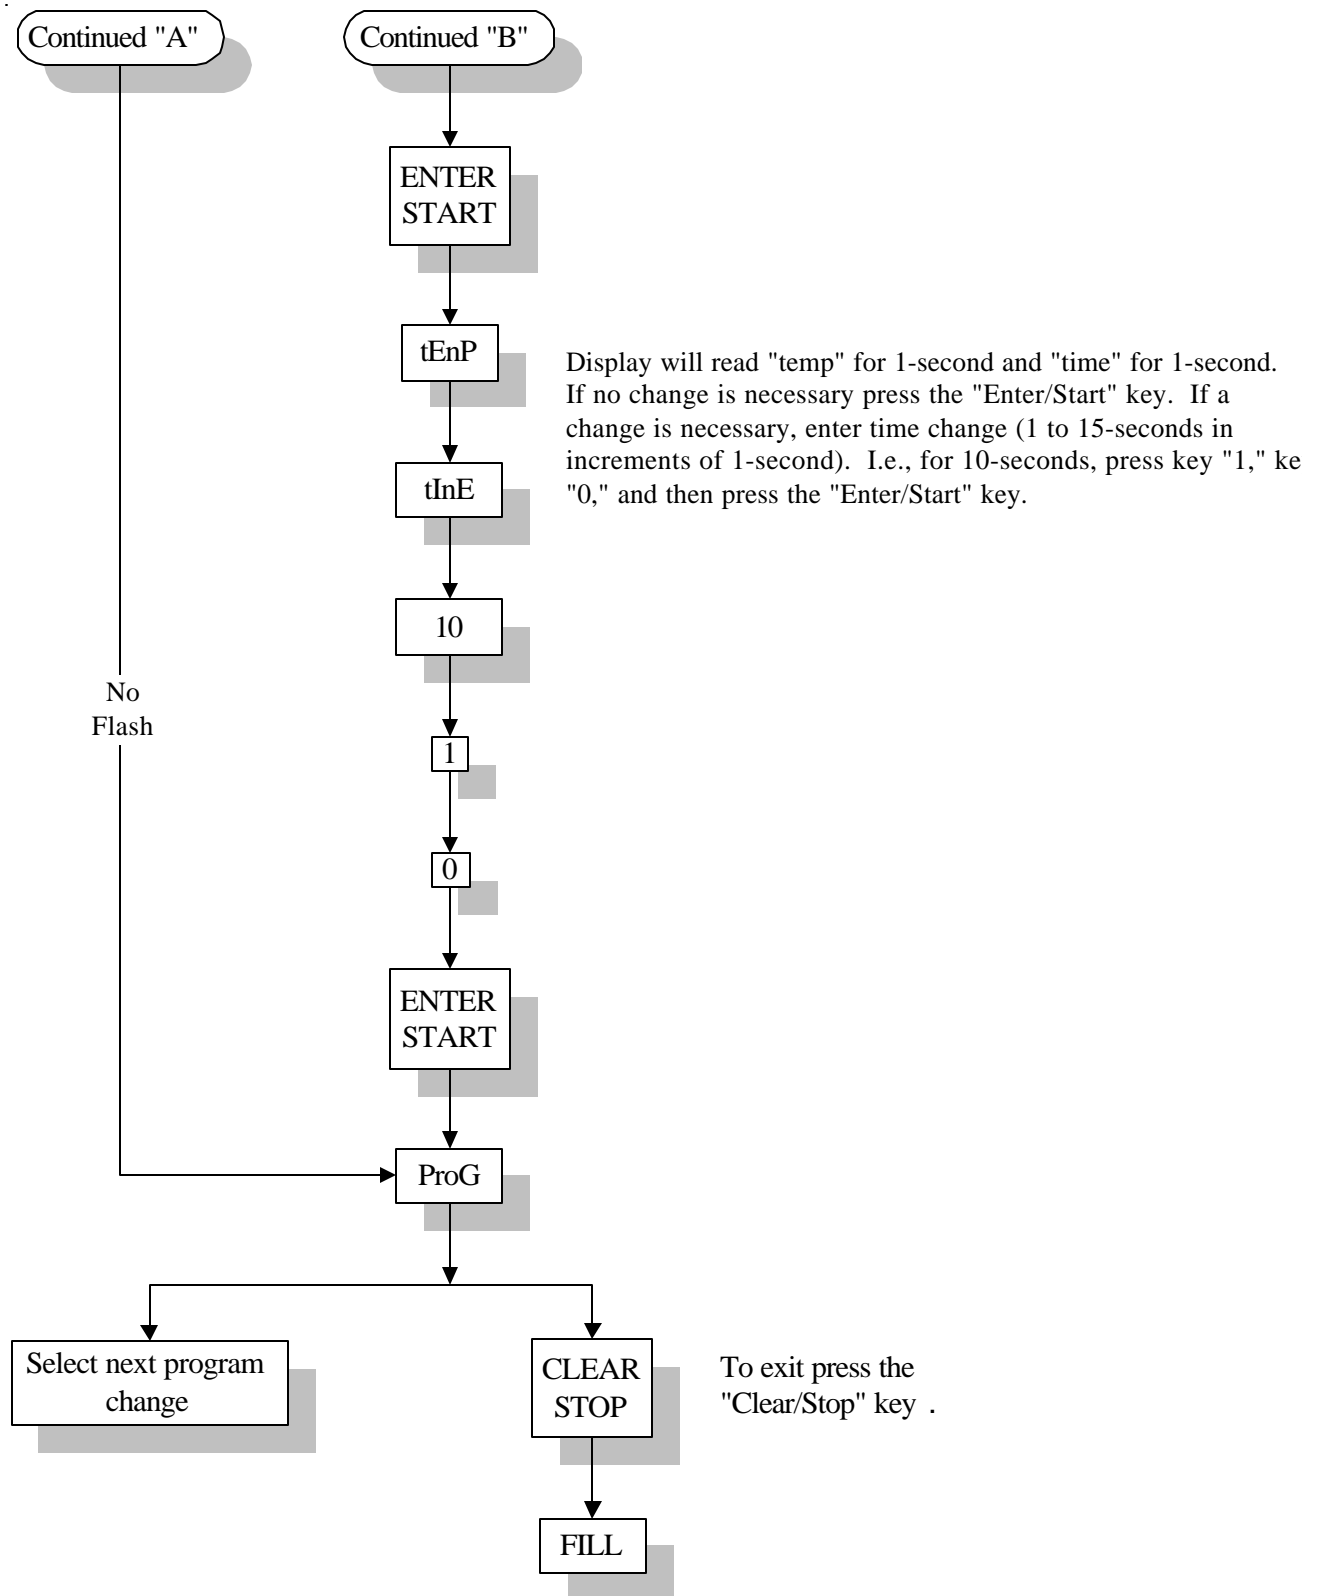 Continued "A"
Continued "B"
ENTER
START
tEnP
Display will read "temp" for 1-second and "time" for 1-second.
If no change is necessary press the "Enter/Start" key.  If a
change is necessary, enter time change (1 to 15-seconds in
increments of 1-second).  I.e., for 10-seconds, press key "1," ke
"0," and then press the "Enter/Start" key.
tInE
10
No
Flash
1
0
ENTER
START
ProG
Select next program
change
CLEAR
STOP
To exit press the
"Clear/Stop" key .
FILL